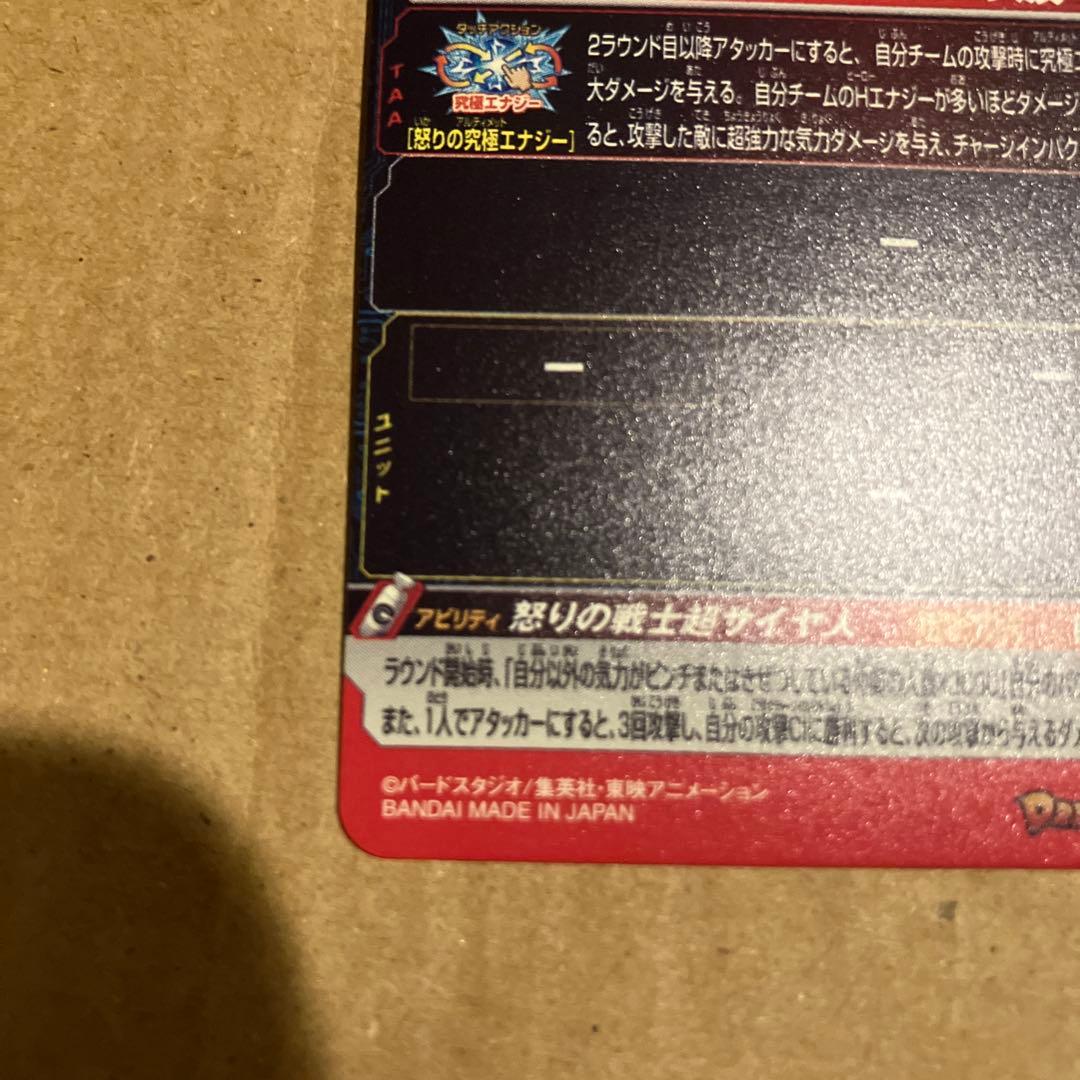 タッチアクション
究極エナジー
TAA
[怒りの究極エナジー]
2ラウンド目以降アタッカーにすると、自分チームの攻撃時に究極エ
大ダメージを与える。自分チームのHエナジーが多いほどダメージ
ると、攻撃した敵に超強力な気力ダメージを与え、チャージインパク
ー
ー
ー
ー
ユニット
アビリティ 怒りの戦士超サイヤ人
ラウンド開始時、「自分以外の気力がピンチまたはきぜつしている
また、1人でアタッカーにすると、3回攻撃し、自分の攻撃CIに勝利すると、次の攻撃から与えるダメ
©バードスタジオ/集英社・東映アニメーション
BANDAI MADE IN JAPAN